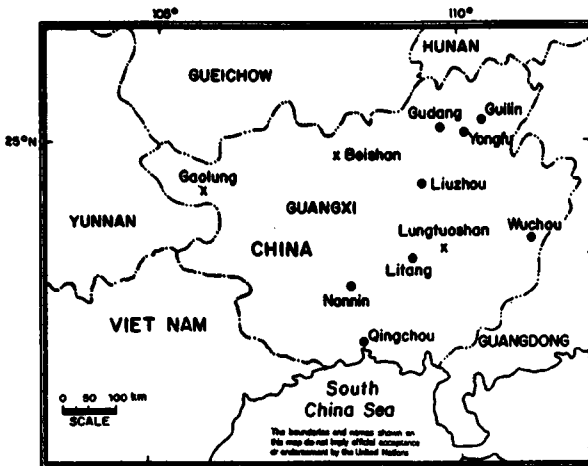 105°
110°
HUNAN
GUEICHOW
Gudang
Guilin
Yongfu
25°N
Beishan
Gaolung
Liuzhou
GUANGXI
YUNNAN
Lungtuoshan
Wuchou
CHINA
Litang
Nannin
VIET NAM
Qingchou
GUANGDONG
0 50 100 km
SCALE
South
China Sea
The boundaries and names shown on
this map do not imply official acceptance
or endorsement by the United Nations